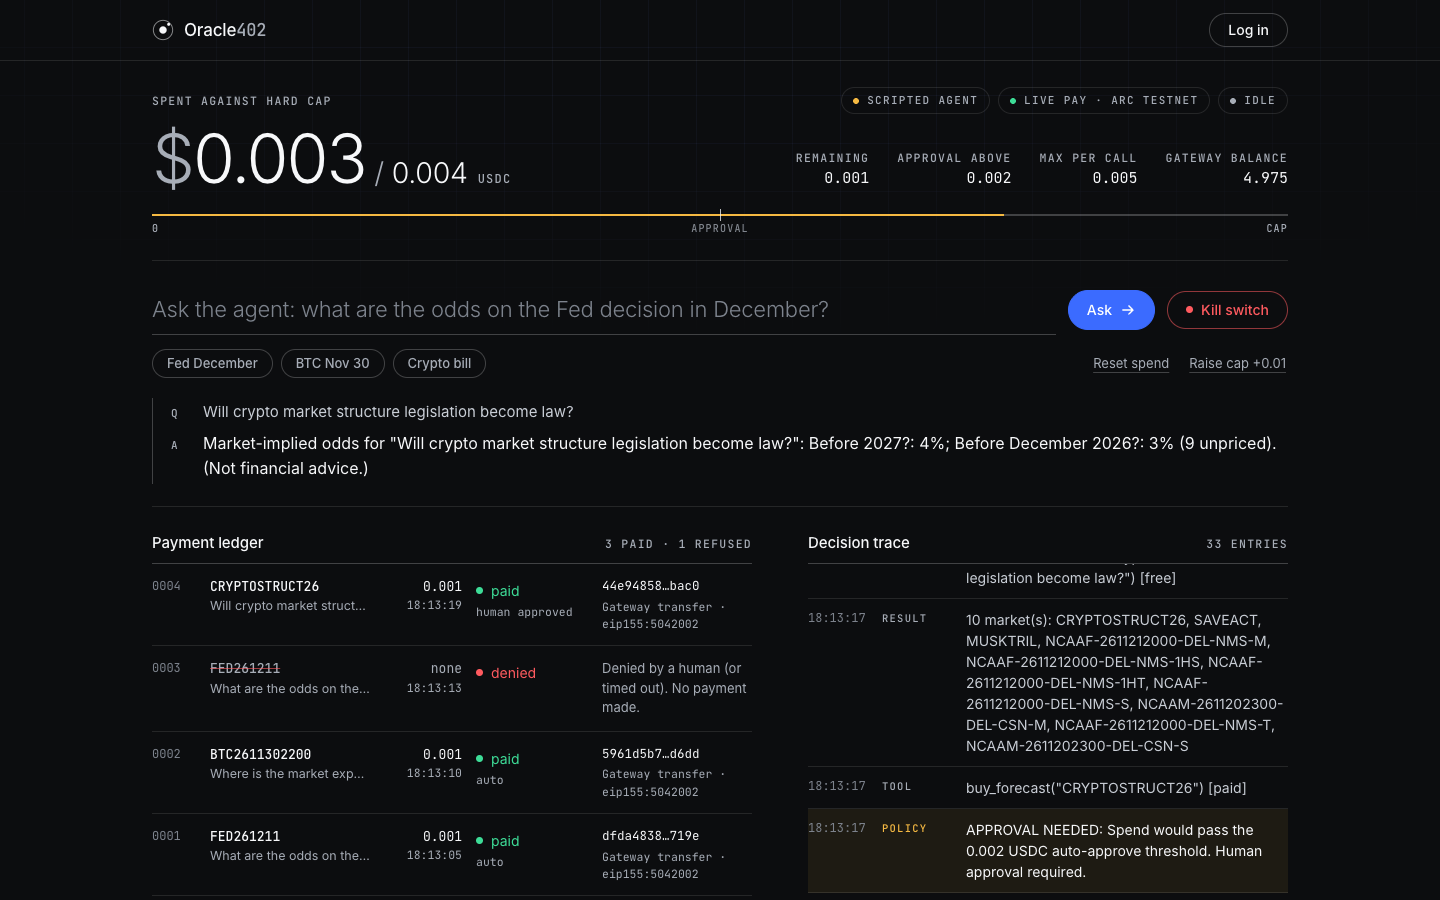 Oracle402
Log in
SPENT AGAINST HARD CAP
SCRIPTED AGENT
LIVE PAY · ARC TESTNET
IDLE
$0.003 / 0.004 USDC
REMAINING
0.001
APPROVAL ABOVE
0.002
MAX PER CALL
0.005
GATEWAY BALANCE
4.975
0
APPROVAL
CAP
Ask the agent: what are the odds on the Fed decision in December?
Ask →
Kill switch
Fed December
BTC Nov 30
Crypto bill
Reset spend
Raise cap +0.01
Q Will crypto market structure legislation become law?
A Market-implied odds for "Will crypto market structure legislation become law?": Before 2027?: 4%; Before December 2026?: 3% (9 unpriced).
(Not financial advice.)
Payment ledger
3 PAID · 1 REFUSED
0004 CRYPTOSTRUCT26 0.001 paid 44e94858…bac0
Will crypto market struct… 18:13:19 human approved Gateway transfer ·
eip155:5042002
0003 FED261211 none denied Denied by a human (or
What are the odds on the… 18:13:13 timed out). No payment
made.
0002 BTC2611302200 0.001 paid 5961d5b7…d6dd
Where is the market exp… 18:13:10 auto Gateway transfer ·
eip155:5042002
0001 FED261211 0.001 paid dfda4838…719e
What are the odds on the… 18:13:05 auto Gateway transfer ·
eip155:5042002
Decision trace
33 ENTRIES
legislation become law?") [free]
18:13:17 RESULT 10 market(s): CRYPTOSTRUCT26, SAVEACT,
MUSKTRIL, NCAAF-2611212000-DEL-NMS-M,
NCAAF-2611212000-DEL-NMS-1HS, NCAAF-
2611212000-DEL-NMS-1HT, NCAAF-
2611212000-DEL-NMS-S, NCAAM-2611202300-
DEL-CSN-M, NCAAF-2611212000-DEL-NMS-T,
NCAAM-2611202300-DEL-CSN-S
18:13:17 TOOL buy_forecast("CRYPTOSTRUCT26") [paid]
18:13:17 POLICY APPROVAL NEEDED: Spend would pass the
0.002 USDC auto-approve threshold. Human
approval required.